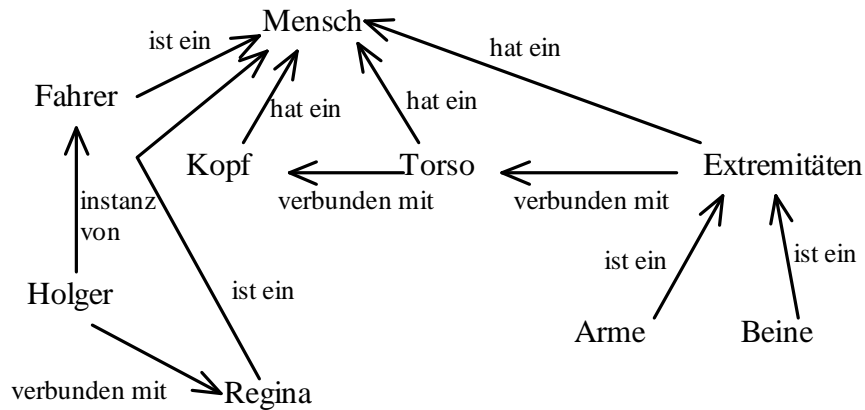 Mensch
ist ein
hat ein
Fahrer
hat ein
hat ein
Kopf
Torso
Extremitäten
instanz
von
verbunden mit
verbunden mit
ist ein
ist ein
Holger
ist ein
Arme
Beine
verbunden mit
Regina